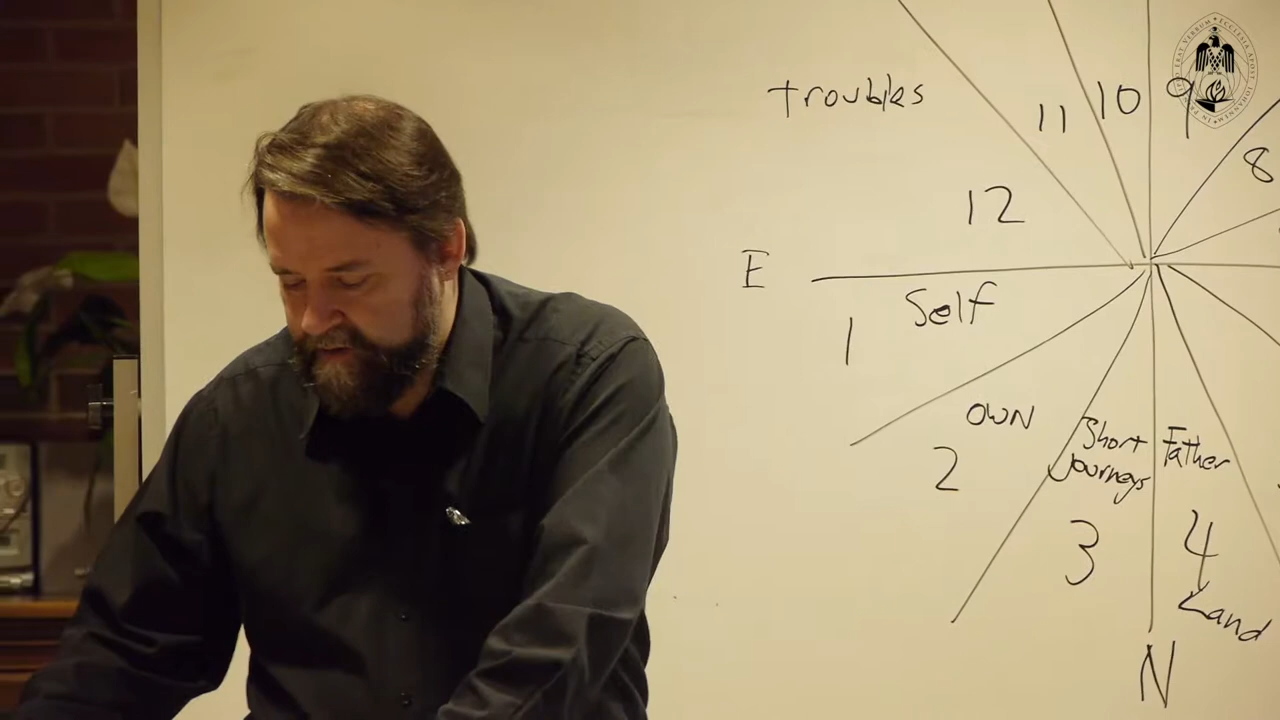 troubles
11
10
9
8
12
E
Self
1
own
2
Short
Journeys
3
Father
4
Land
N